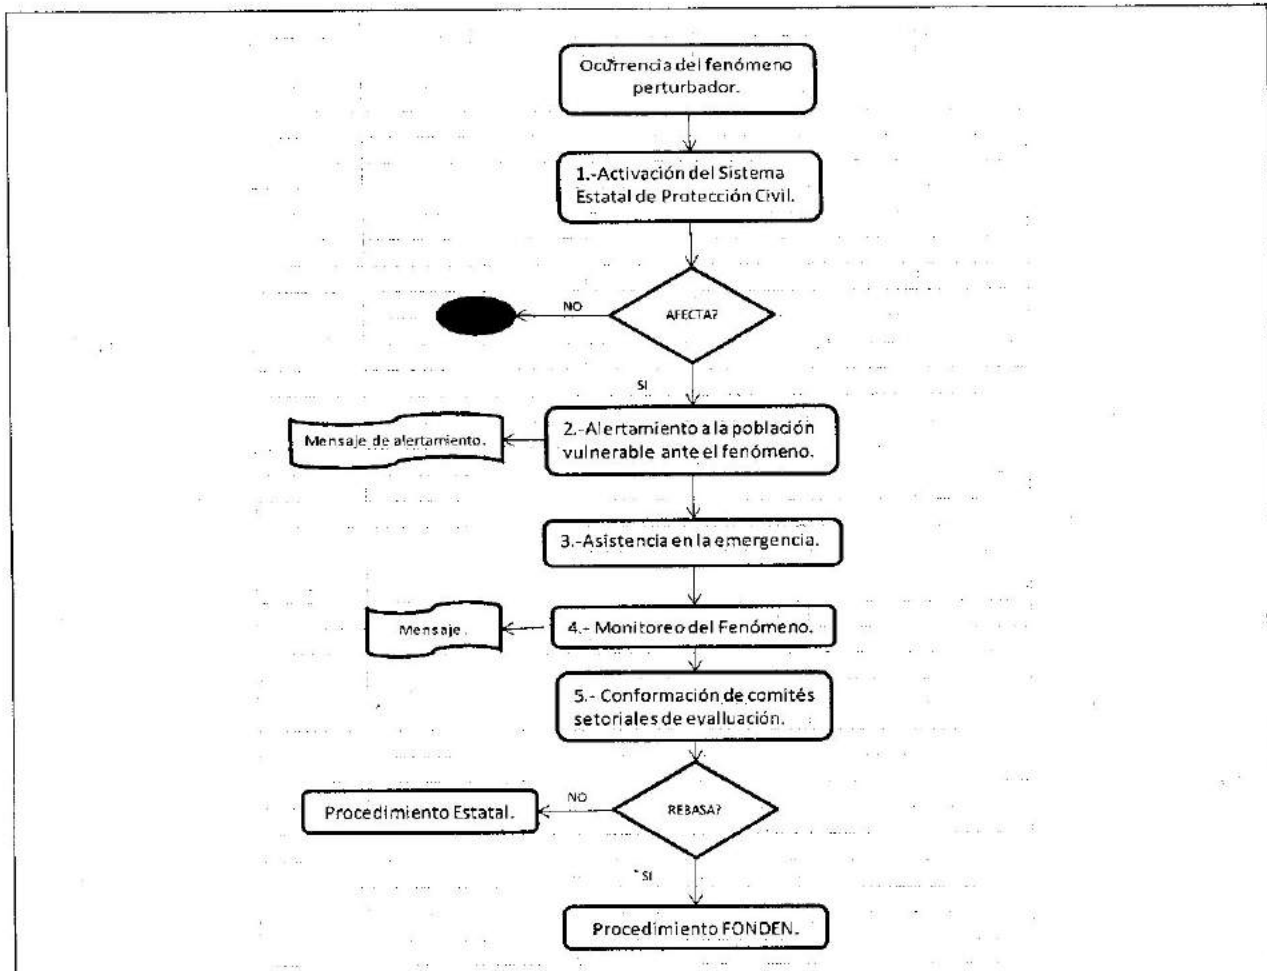 Ocurrencia del fenómeno
perturbador.
1.-Activación del Sistema
Estatal de Protección Civil.
AFECTA?
NO
SI
2.-Alertamiento a la población
vulnerable ante el fenómeno.
Mensaje de alertamiento.
3.-Asistencia en la emergencia.
4.- Monitoreo del Fenómeno.
Mensaje.
5.- Conformación de comités
setoriales de evalluación.
REBASA?
NO
Procedimiento Estatal.
SI
Procedimiento FONDEN.